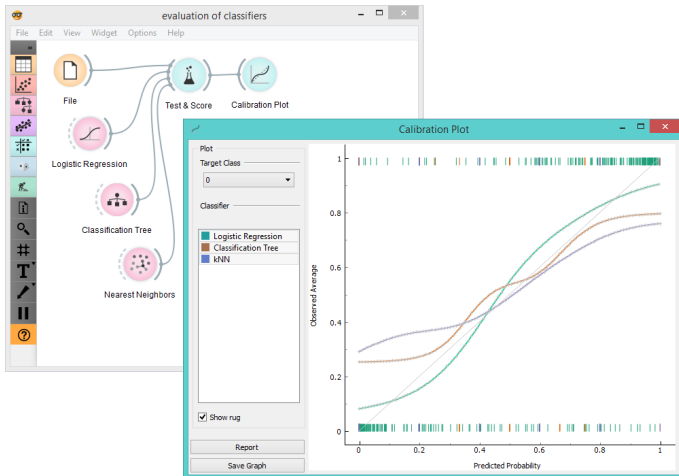 evaluation of classifiers
File Edit View Widget Options Help
File
Test & Score
Calibration Plot
Logistic Regression
Classification Tree
Nearest Neighbors
Calibration Plot
Plot
Target Class
0
Classifier
Logistic Regression
Classification Tree
kNN
Show rug
Report
Save Graph
Observed Average
1
0.8
0.6
0.4
0.2
0
0 0.2 0.4 0.6 0.8 1
Predicted Probability